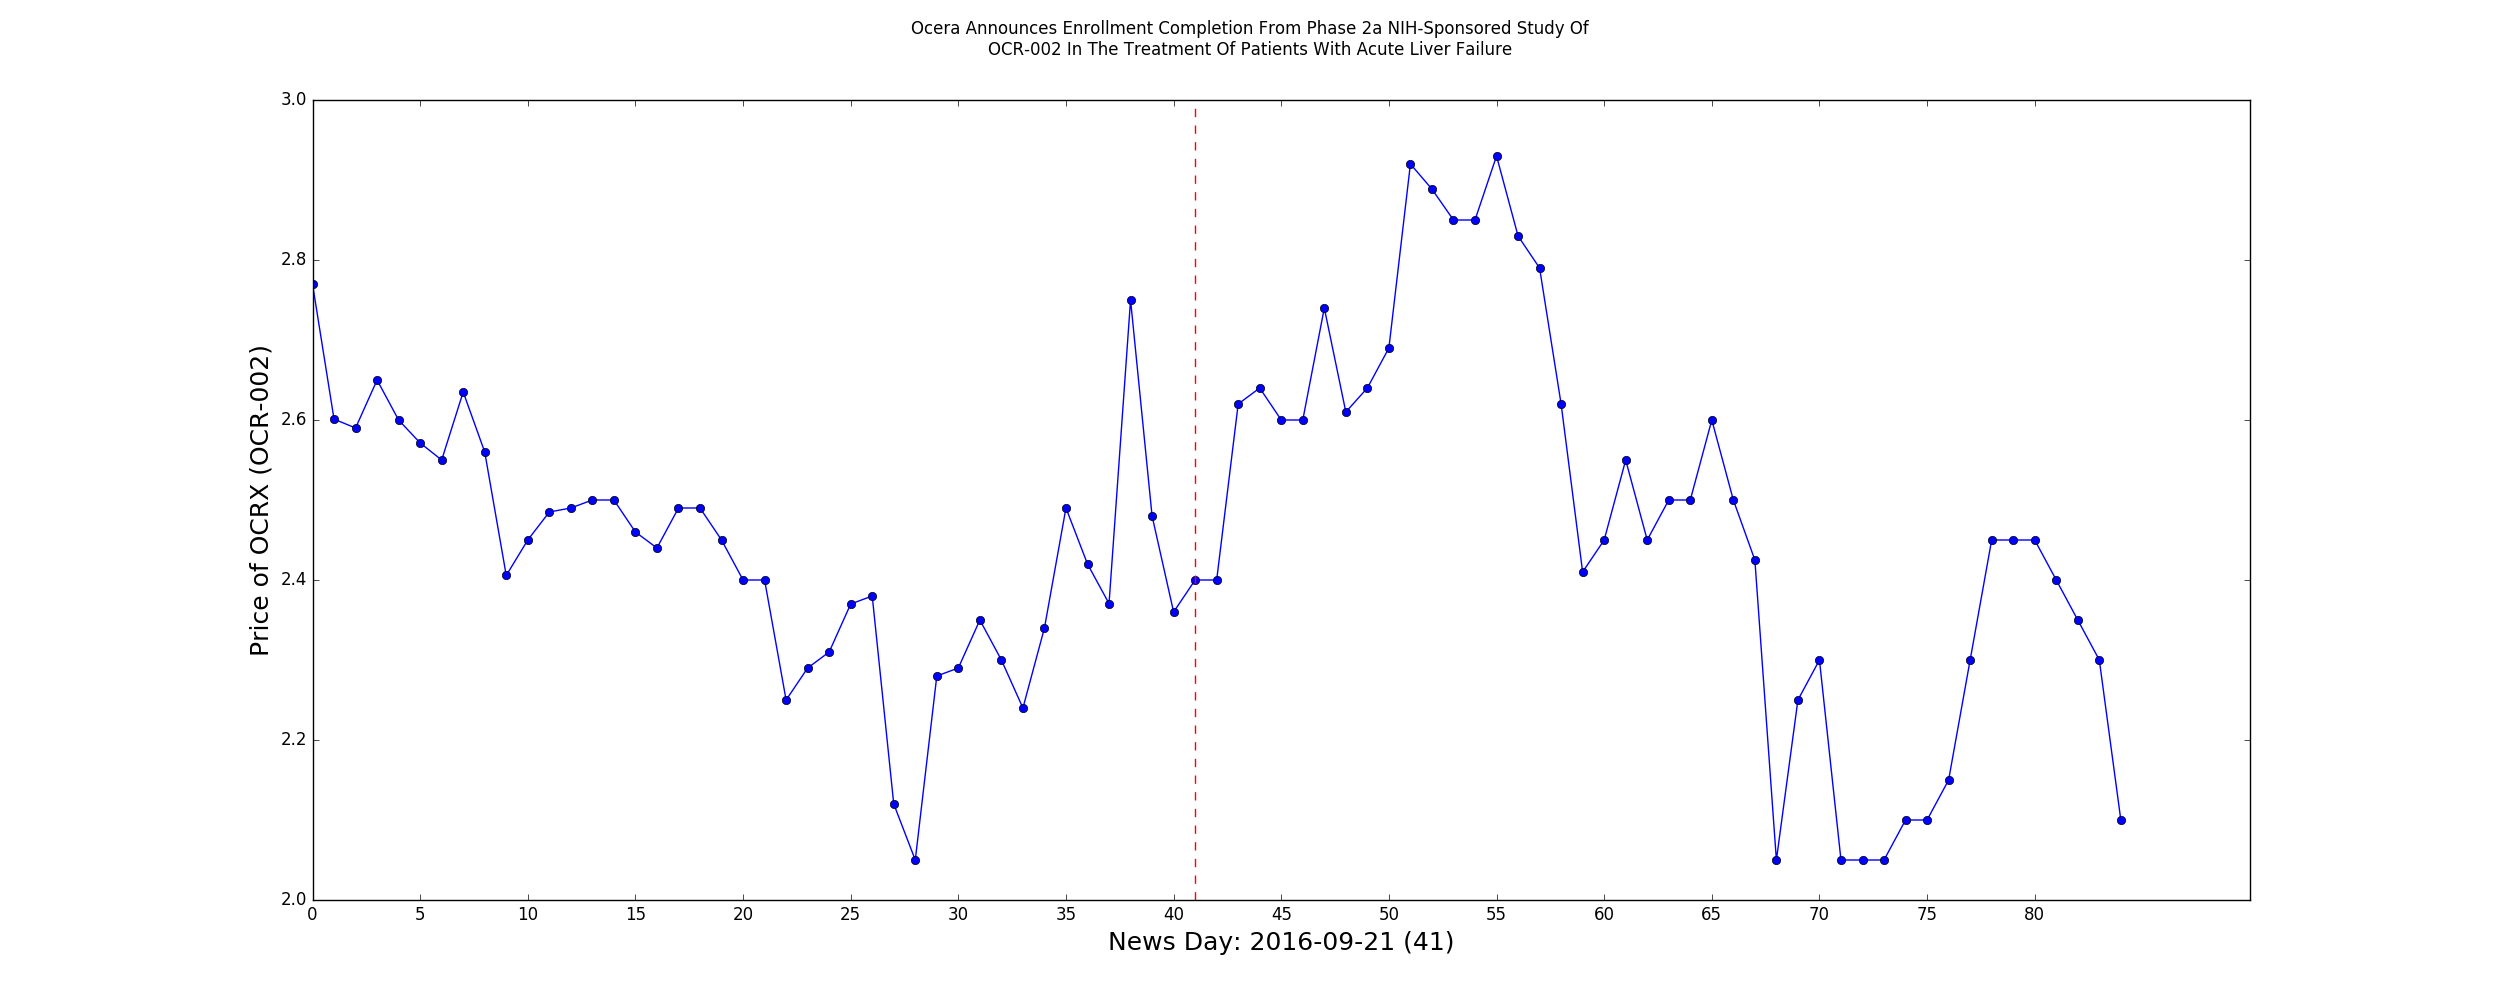 Ocera Announces Enrollment Completion From Phase 2a NIH-Sponsored Study Of
OCR-002 In The Treatment Of Patients With Acute Liver Failure
3.0
2.8
2.6
2.4
2.2
2.0
Price of OCRX (OCR-002)
0 5 10 15 20 25 30 35 40 45 50 55 60 65 70 75 80
News Day: 2016-09-21 (41)